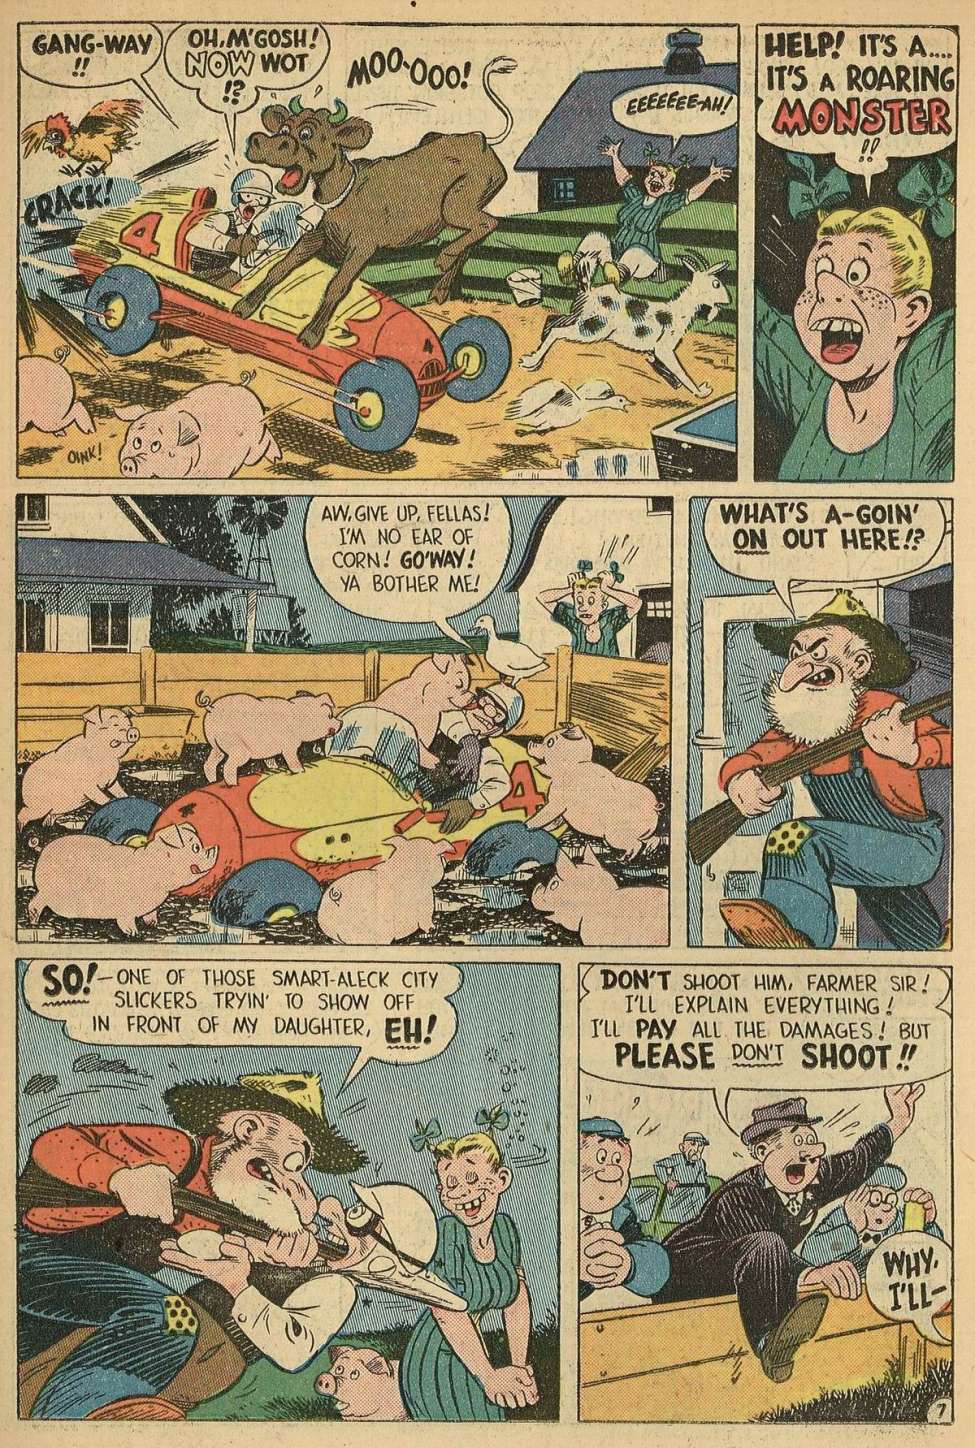 GANG-WAY
!!
OH, M'GOSH!
NOW WOT
!?
MOO-OOO!
EEEEEEE-AH!
CRACK!
4
4
OINK!
HELP! IT'S A....
IT'S A ROARING
MONSTER
!!
AW, GIVE UP, FELLAS!
I'M NO EAR OF
CORN! GO'WAY!
YA BOTHER ME!
4
4
WHAT'S A-GOIN'
ON OUT HERE!?
SO!—ONE OF THOSE SMART-ALECK CITY
SLICKERS TRYIN' TO SHOW OFF
IN FRONT OF MY DAUGHTER, EH!
DON'T SHOOT HIM, FARMER SIR!
I'LL EXPLAIN EVERYTHING!
I'LL PAY ALL THE DAMAGES! BUT
PLEASE DON'T SHOOT!!
WHY,
I'LL—
7